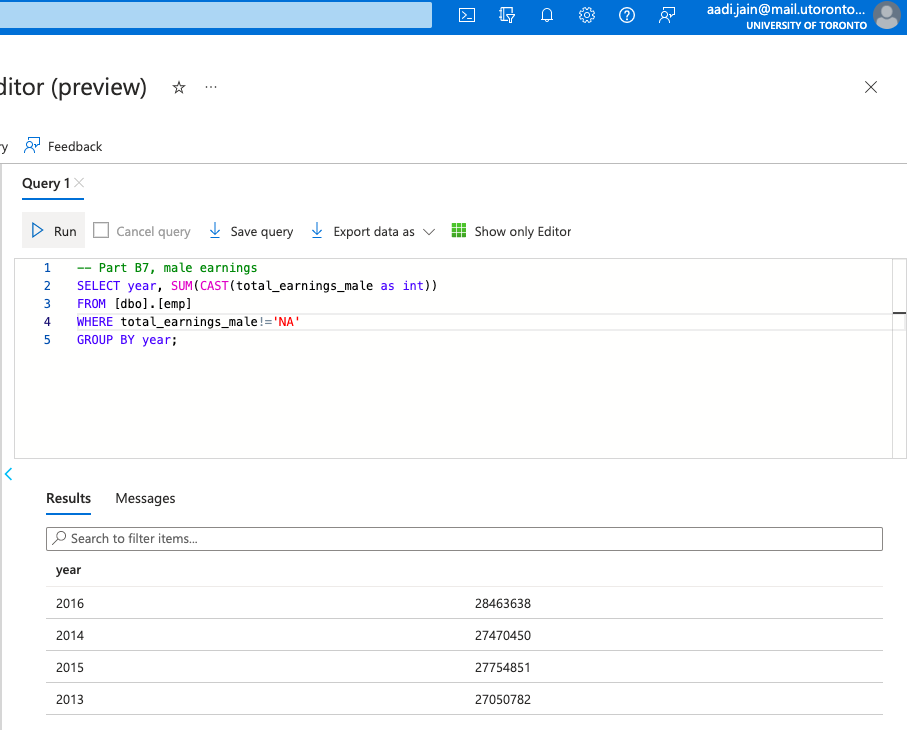 aadi.jain@mail.utoronto...
UNIVERSITY OF TORONTO
ditor (preview)
ry Feedback
Query 1
Run Cancel query Save query Export data as Show only Editor
1 -- Part B7, male earnings
2 SELECT year, SUM(CAST(total_earnings_male as int))
3 FROM [dbo].[emp]
4 WHERE total_earnings_male!='NA'
5 GROUP BY year;
Results Messages
Search to filter items...
year
2016 28463638
2014 27470450
2015 27754851
2013 27050782